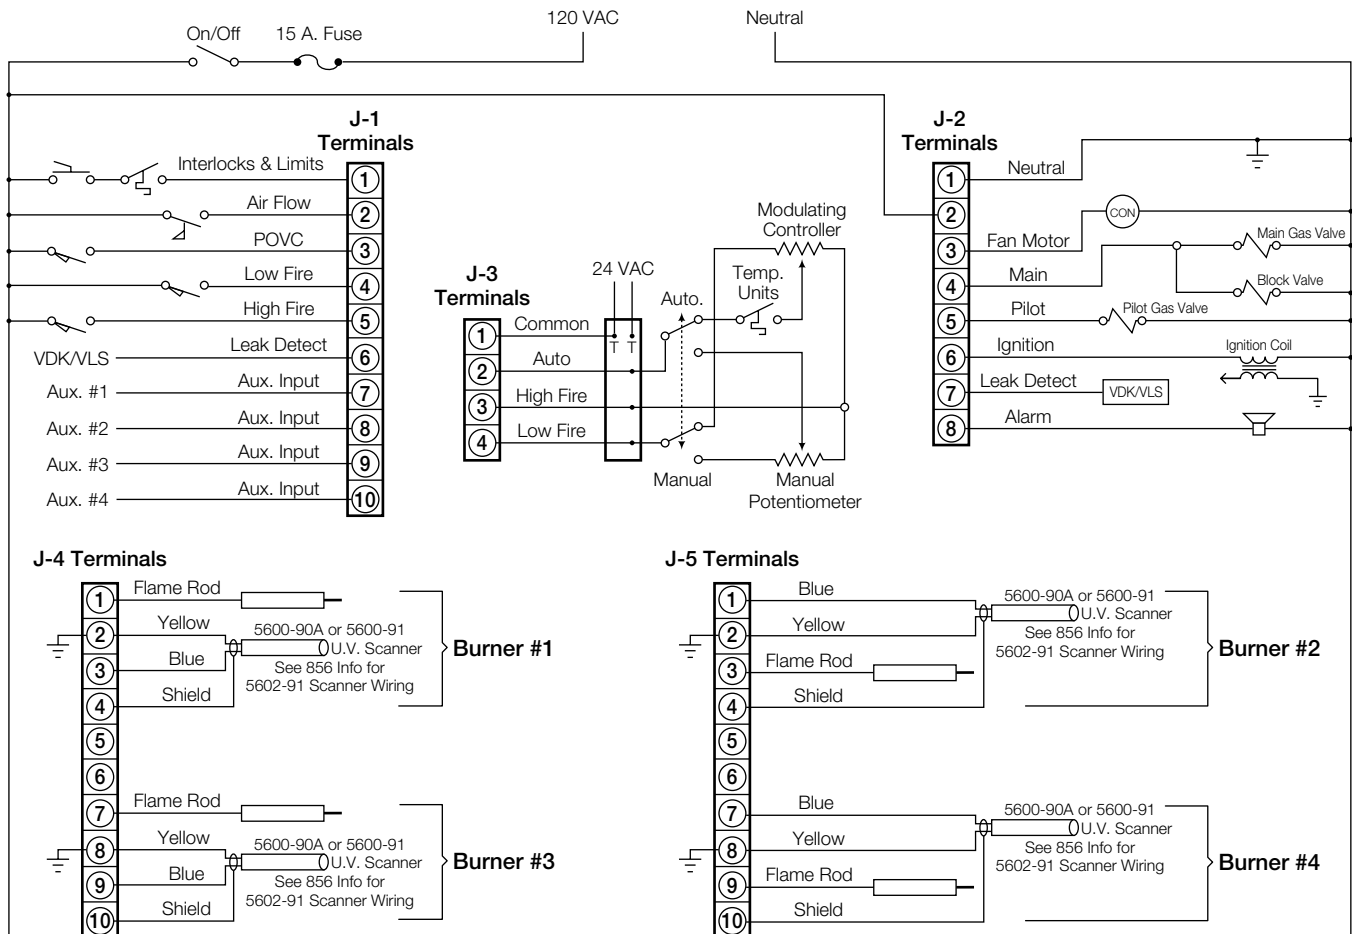 120 VAC
Neutral
On/Off
15 A. Fuse
J-1
Terminals
Interlocks & Limits
1
Air Flow
2
POVC
3
Low Fire
4
High Fire
5
VDK/VLS
Leak Detect
6
Aux. #1
Aux. Input
7
Aux. #2
Aux. Input
8
Aux. #3
Aux. Input
9
Aux. #4
Aux. Input
10
J-3
Terminals
24 VAC
1
Common
T T
2
Auto
3
High Fire
4
Low Fire
Auto.
Temp.
Units
Modulating
Controller
Manual
Manual
Potentiometer
J-2
Terminals
1
Neutral
2
3
Fan Motor
CON
4
Main
Main Gas Valve
Block Valve
5
Pilot
Pilot Gas Valve
6
Ignition
Ignition Coil
7
Leak Detect
VDK/VLS
8
Alarm
J-4 Terminals
1
Flame Rod
2
Yellow
3
Blue
4
Shield
5600-90A or 5600-91
U.V. Scanner
See 856 Info for
5602-91 Scanner Wiring
Burner #1
5
6
7
Flame Rod
8
Yellow
9
Blue
10
Shield
5600-90A or 5600-91
U.V. Scanner
See 856 Info for
5602-91 Scanner Wiring
Burner #3
J-5 Terminals
1
Blue
2
Yellow
3
Flame Rod
4
Shield
5600-90A or 5600-91
U.V. Scanner
See 856 Info for
5602-91 Scanner Wiring
Burner #2
5
6
7
Blue
8
Yellow
9
Flame Rod
10
Shield
5600-90A or 5600-91
U.V. Scanner
See 856 Info for
5602-91 Scanner Wiring
Burner #4